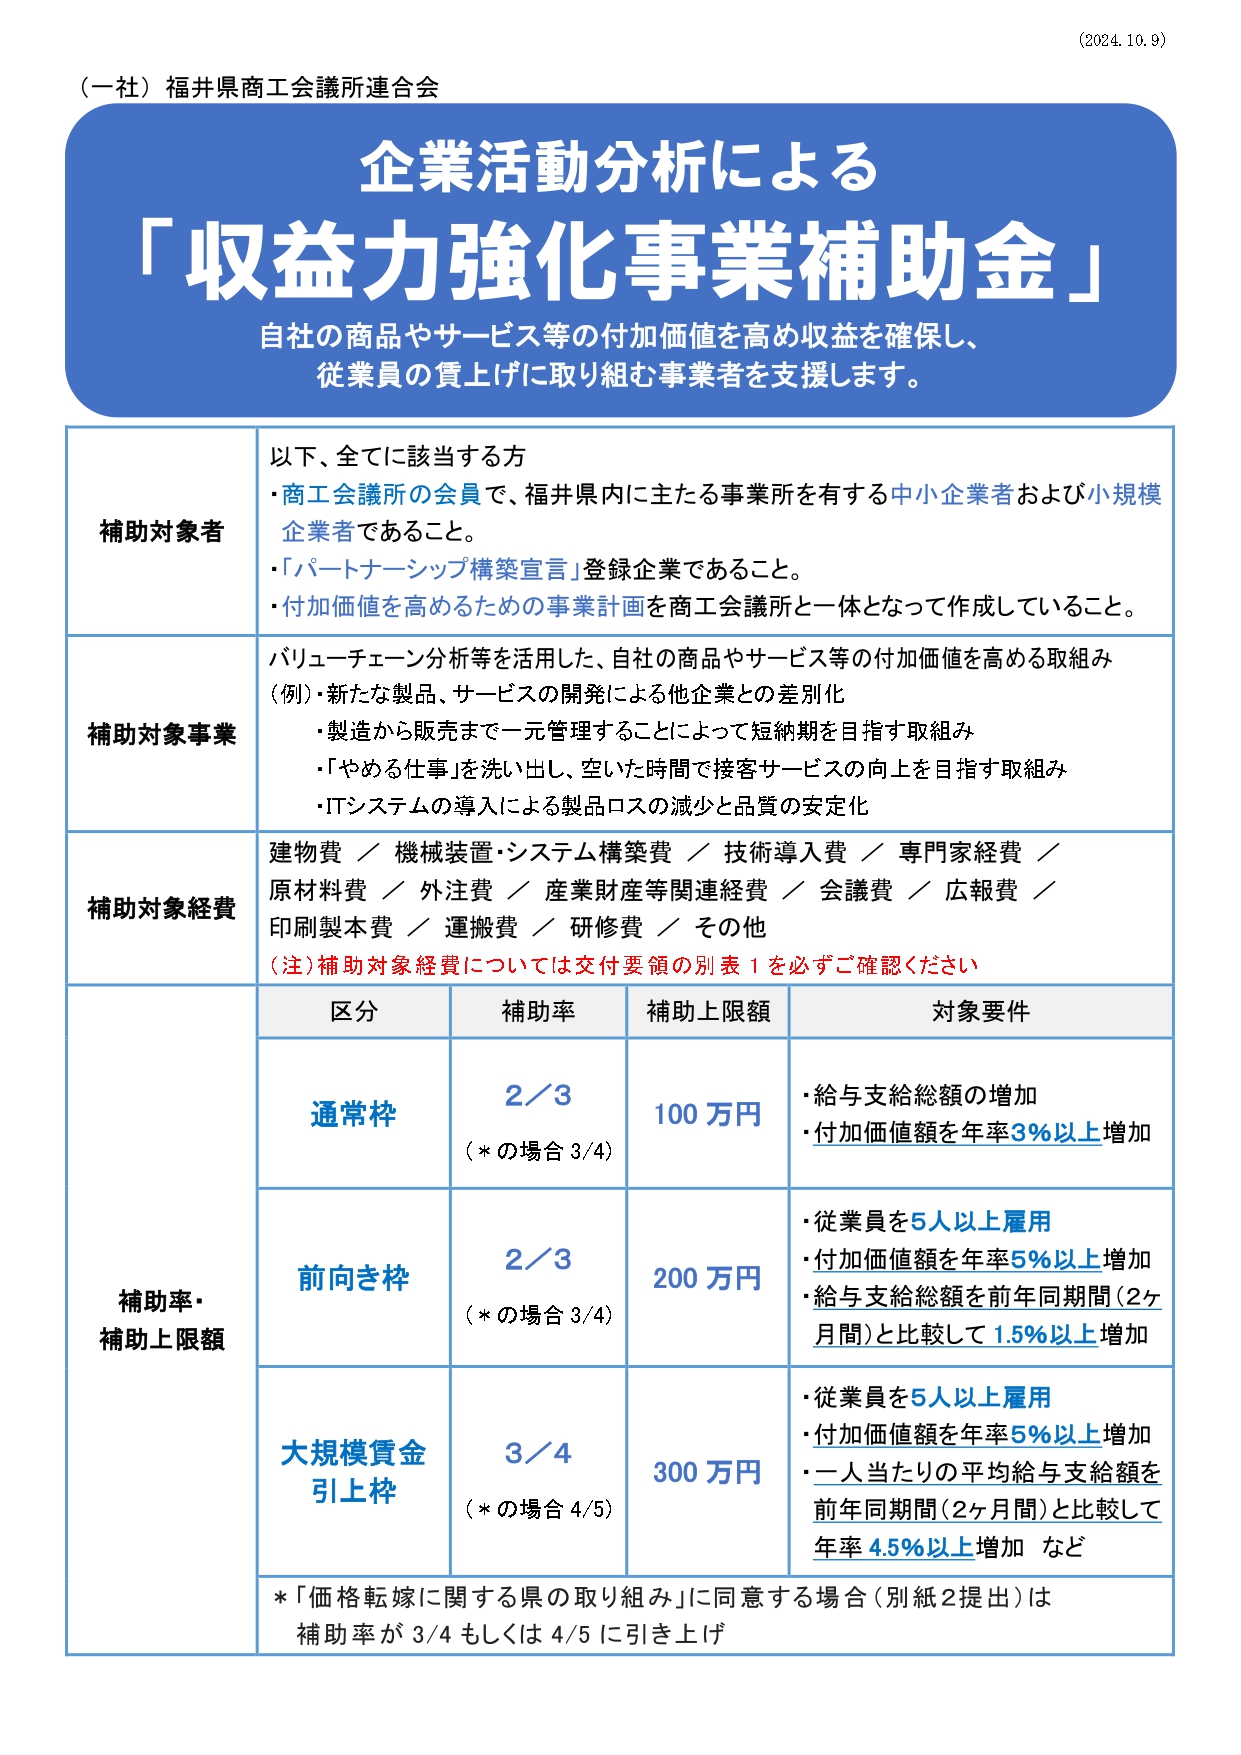 （2024.10.9）
（一社）福井県商工会議所連合会
企業活動分析による
「収益力強化事業補助金」
自社の商品やサービス等の付加価値を高め収益を確保し、
従業員の賃上げに取り組む事業者を支援します。
補助対象者
以下、全てに該当する方
・商工会議所の会員で、福井県内に主たる事業所を有する中小企業者および小規模
企業者であること。
・「パートナーシップ構築宣言」登録企業であること。
・付加価値を高めるための事業計画を商工会議所と一体となって作成していること。
補助対象事業
バリューチェーン分析等を活用した、自社の商品やサービス等の付加価値を高める取組み
（例）・新たな製品、サービスの開発による他企業との差別化
・製造から販売まで一元管理することによって短納期を目指す取組み
・「やめる仕事」を洗い出し、空いた時間で接客サービスの向上を目指す取組み
・ITシステムの導入による製品ロスの減少と品質の安定化
補助対象経費
建物費 ／ 機械装置・システム構築費 ／ 技術導入費 ／ 専門家経費 ／
原材料費 ／ 外注費 ／ 産業財産等関連経費 ／ 会議費 ／ 広報費 ／
印刷製本費 ／ 運搬費 ／ 研修費 ／ その他
（注）補助対象経費については交付要領の別表 1 を必ずご確認ください
補助率・
補助上限額
区分 補助率 補助上限額 対象要件
通常枠
2／3
（＊の場合 3/4）
100 万円
・給与支給総額の増加
・付加価値額を年率3％以上増加
前向き枠
2／3
（＊の場合 3/4）
200 万円
・従業員を5人以上雇用
・付加価値額を年率5％以上増加
・給与支給総額を前年同期間（2ヶ
月間）と比較して 1.5％以上増加
大規模賃金
引上枠
3／4
（＊の場合 4/5）
300 万円
・従業員を5人以上雇用
・付加価値額を年率5％以上増加
・一人当たりの平均給与支給額を
前年同期間（2ヶ月間）と比較して
年率 4.5％以上増加 など
＊「価格転嫁に関する県の取り組み」に同意する場合（別紙2提出）は
補助率が 3/4 もしくは 4/5 に引き上げ